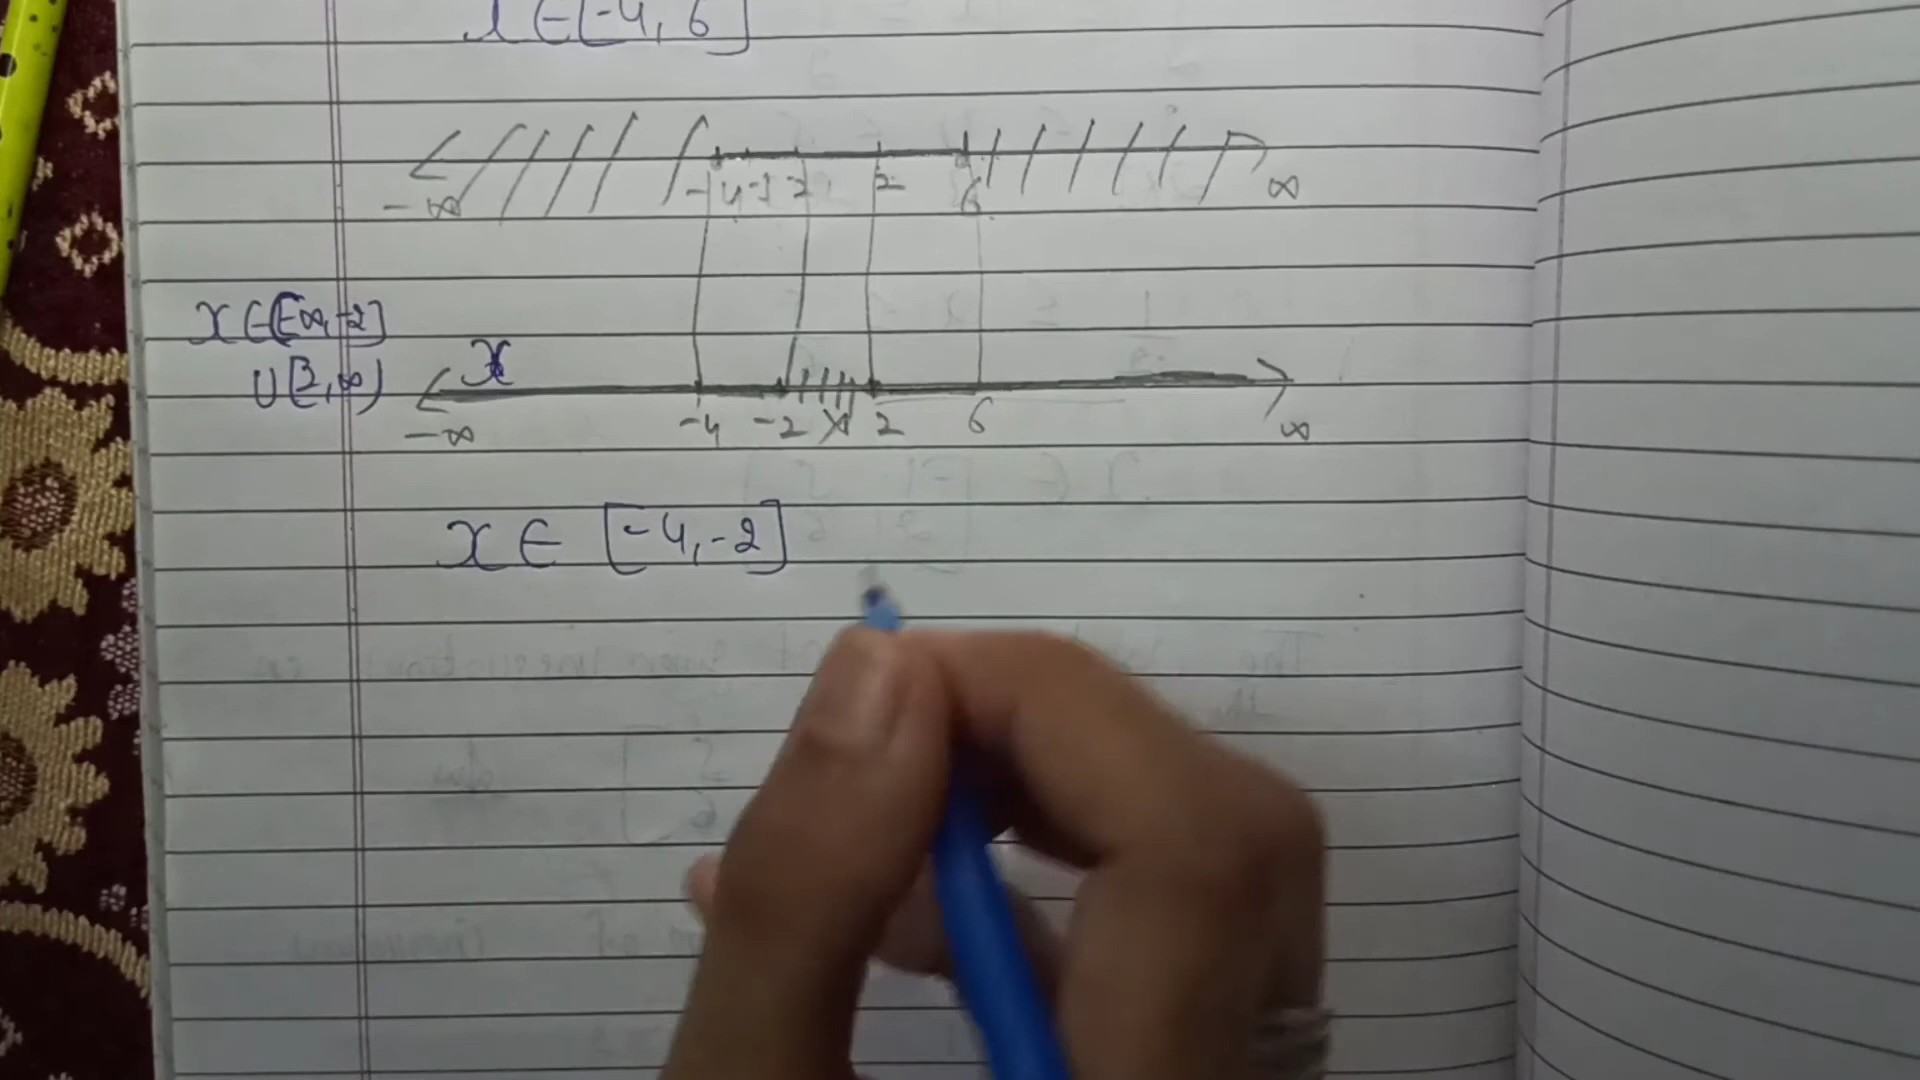 x ∈ [-4, 6]
-∞ -4 -2 2 6 ∞
x ∈ (-∞, -2]
∪ [2, ∞)
x
-∞ -4 -2 2 6 ∞
x ∈ [-4, -2]